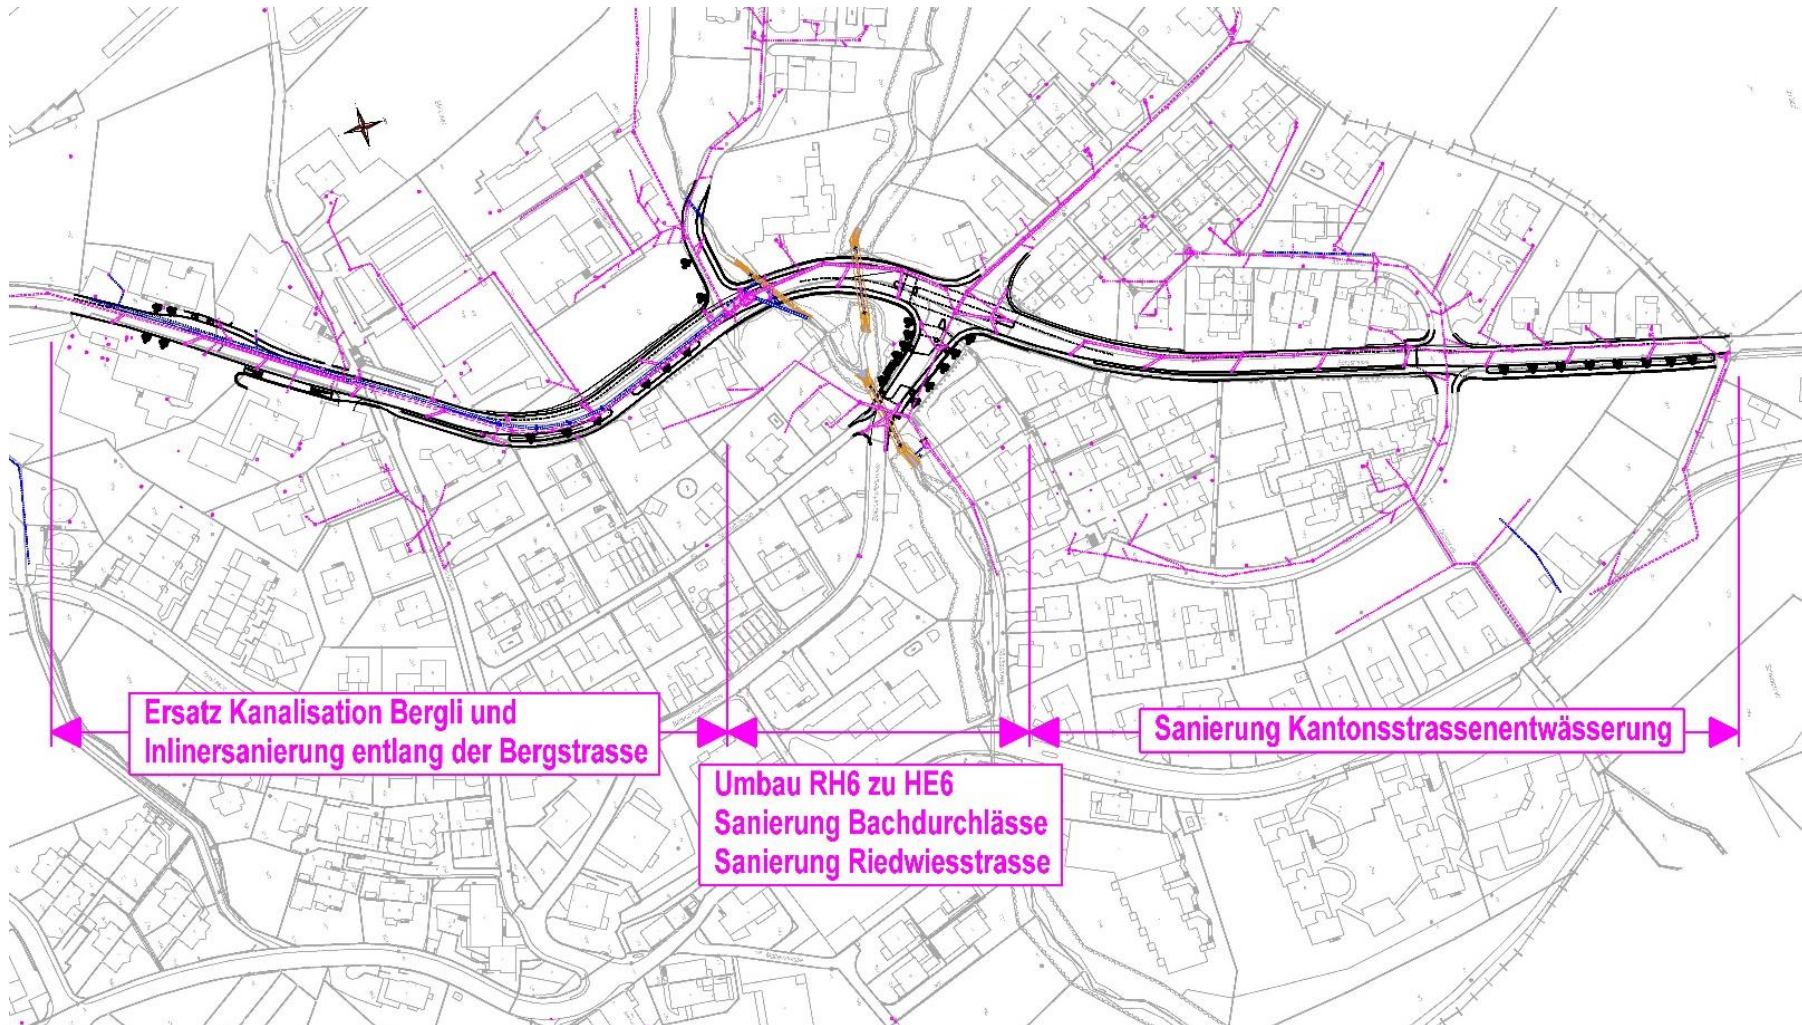 Ersatz Kanalisation Bergli und
Inlinersanierung entlang der Bergstrasse
Umbau RH6 zu HE6
Sanierung Bachdurchlässe
Sanierung Riedwiesstrasse
Sanierung Kantonsstrassenentwässerung